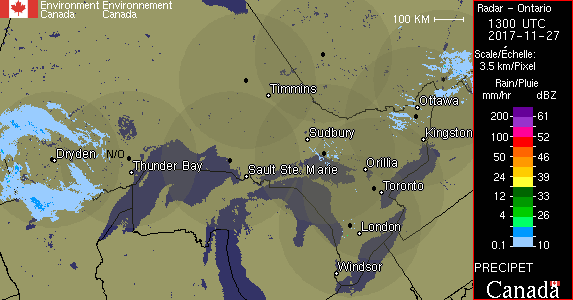 Environment Environnement
Canada Canada
100 KM
Timmins
Ottawa
Sudbury
Kingston
Dryden
N/O
Thunder Bay
Sault Ste. Marie
Orillia
Toronto
London
Windsor
Radar - Ontario
1300 UTC
2017-11-27
Scale/Échelle:
3.5 km/Pixel
Rain/Pluie
mm/hr dBZ
200 61
100 52
50 46
24 39
12 33
4 26
0.1 10
PRECIPET
Canada